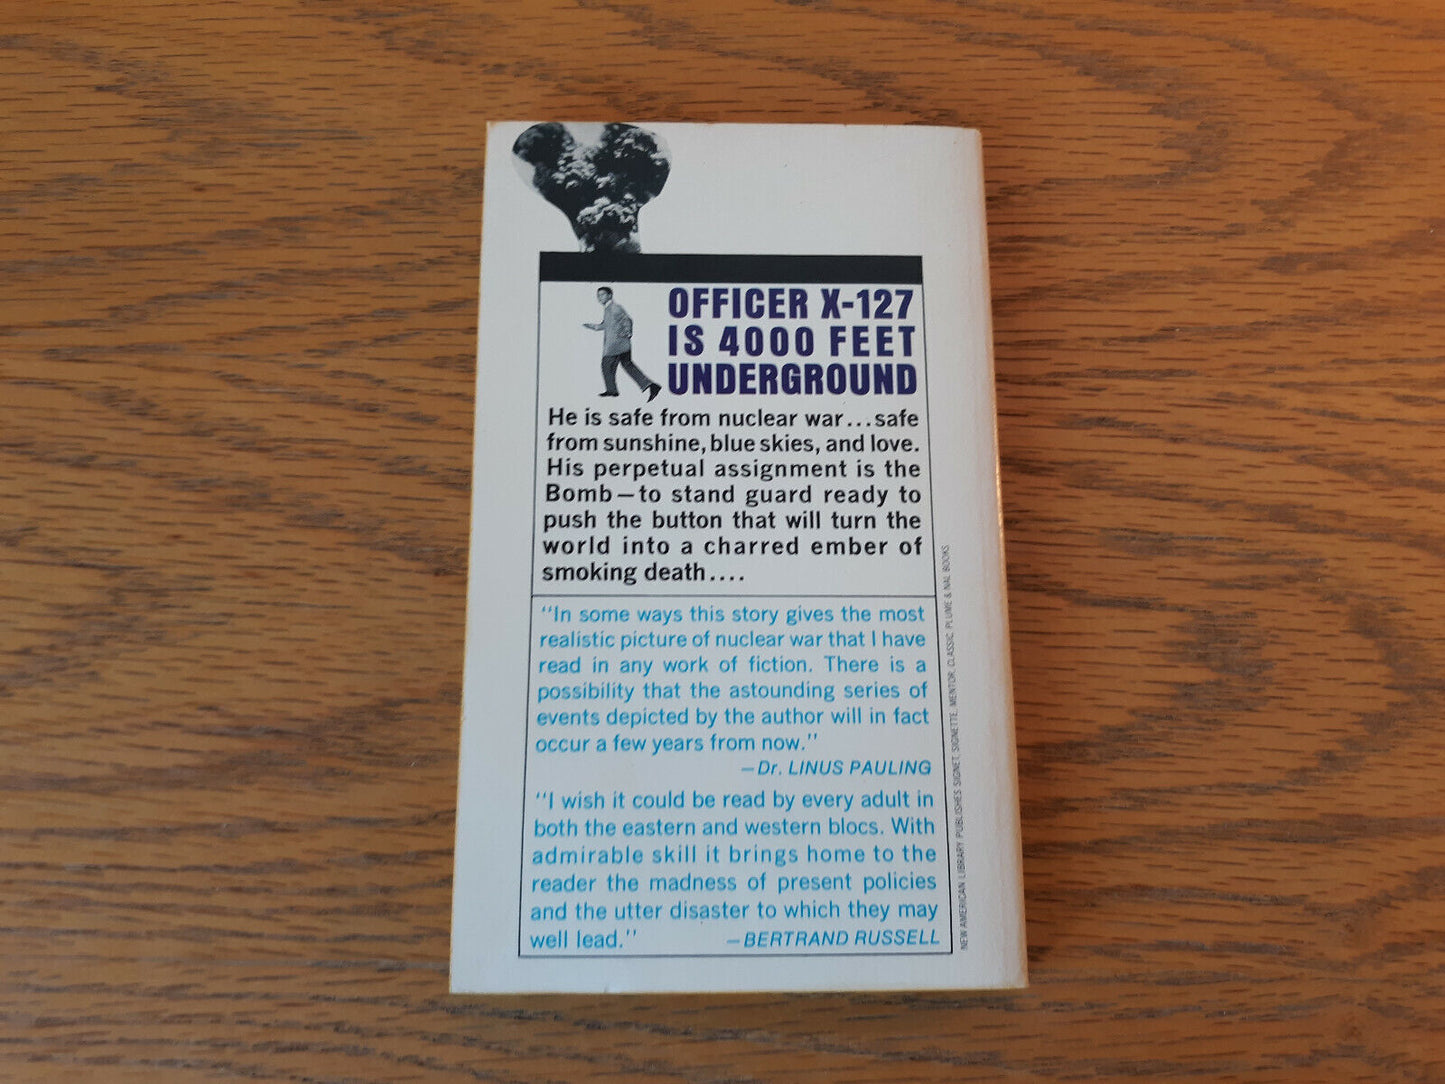 OFFICER X-127
IS 4000 FEET
UNDERGROUND
He is safe from nuclear war...safe
from sunshine, blue skies, and love.
His perpetual assignment is the
Bomb—to stand guard ready to
push the button that will turn the
world into a charred ember of
smoking death....
"In some ways this story gives the most
realistic picture of nuclear war that I have
read in any work of fiction. There is a
possibility that the astounding series of
events depicted by the author will in fact
occur a few years from now."
—Dr. LINUS PAULING
"I wish it could be read by every adult in
both the eastern and western blocs. With
admirable skill it brings home to the
reader the madness of present policies
and the utter disaster to which they may
well lead." —BERTRAND RUSSELL
NEW AMERICAN LIBRARY PUBLISHES SIGNET, SIGNETTE, MENTOR, CLASSIC, PLUME & NAL BOOKS